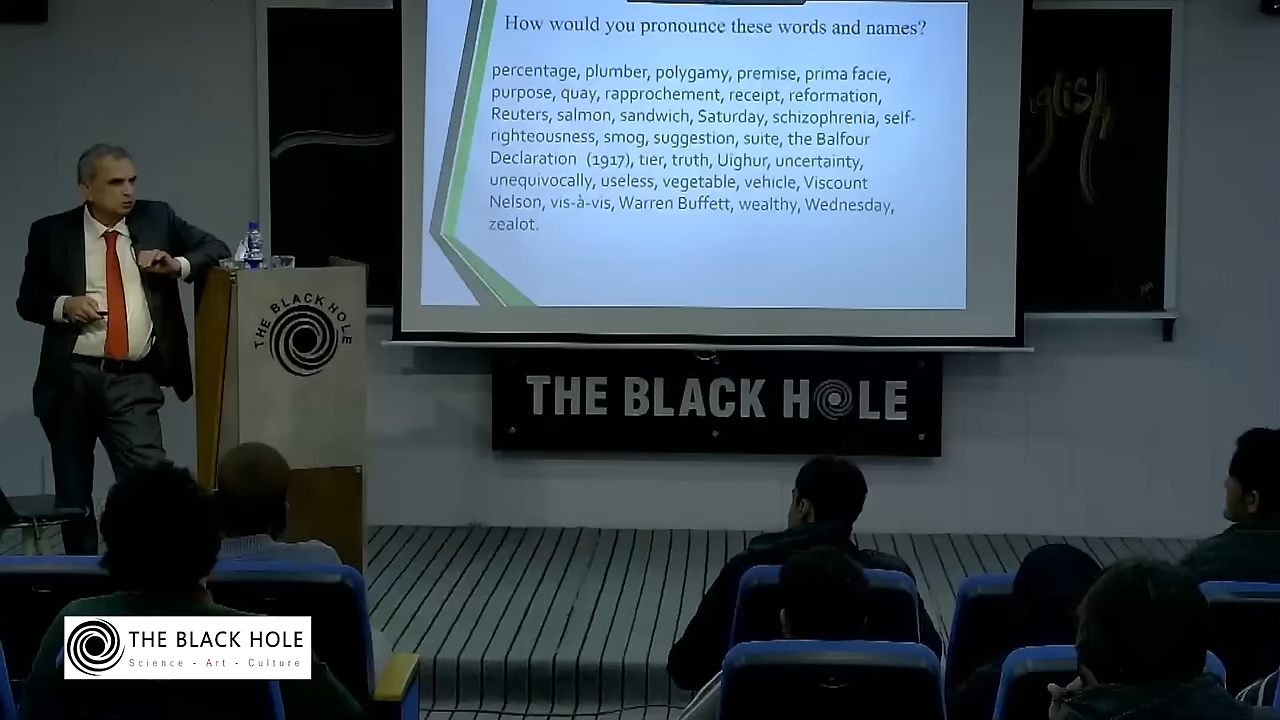 How would you pronounce these words and names?
percentage, plumber, polygamy, premise, prima facie,
purpose, quay, rapprochement, receipt, reformation,
Reuters, salmon, sandwich, Saturday, schizophrenia, self-
righteousness, smog, suggestion, suite, the Balfour
Declaration (1917), tier, truth, Uighur, uncertainty,
unequivocally, useless, vegetable, vehicle, Viscount
Nelson, vis-à-vis, Warren Buffett, wealthy, Wednesday,
zealot.
THE BLACK HOLE
THE BLACK HOLE
THE BLACK HOLE
Science - Art - Culture